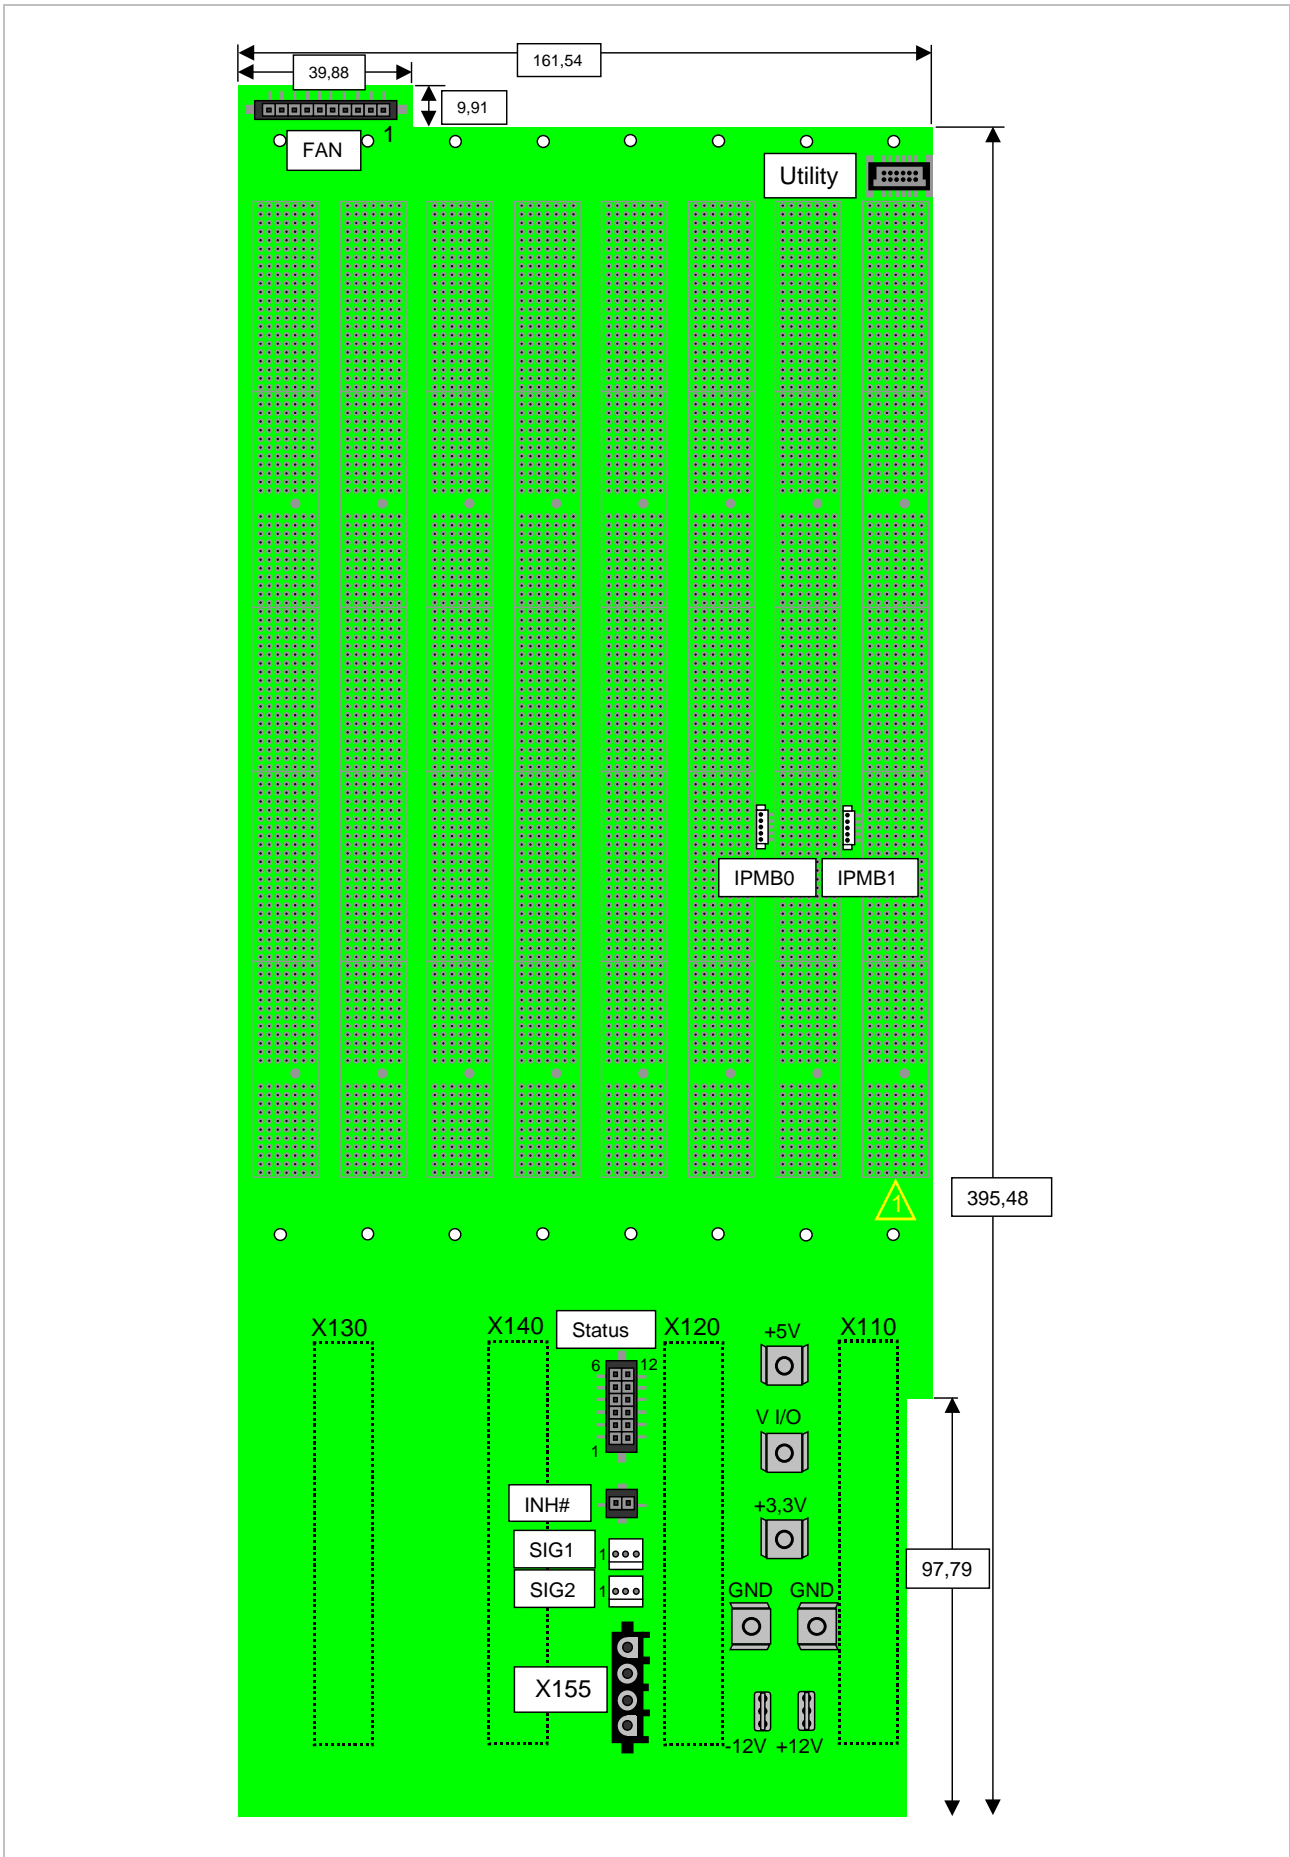 161,54
39,88
9,91
1
FAN
Utility
IPMB0 IPMB1
1
395,48
X130 X140 Status X120 +5V X110
6 12
V I/O
1
INH# +3,3V
SIG1 1
97,79
SIG2 1 GND GND
X155
-12V +12V